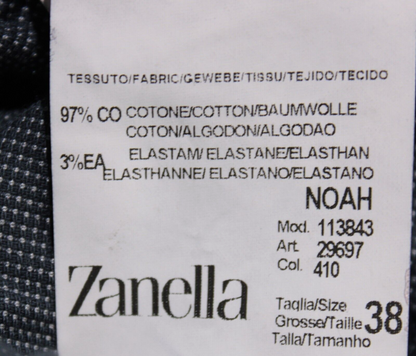 TESSUTO/FABRIC/GEWEBE/TISSU/TEJIDO/TECIDO
97% CO COTONE/COTTON/BAUMWOLLE
COTON/ALGODON/ALGODAO
3%EA ELASTAM/ ELASTANE/ELASTHAN
ELASTHANNE/ ELASTANO/ELASTANO
NOAH
Mod. 113843
Art. 29697
Col. 410
Zanella
Taglia/Size
Grosse/Taille 38
Talla/Tamanho